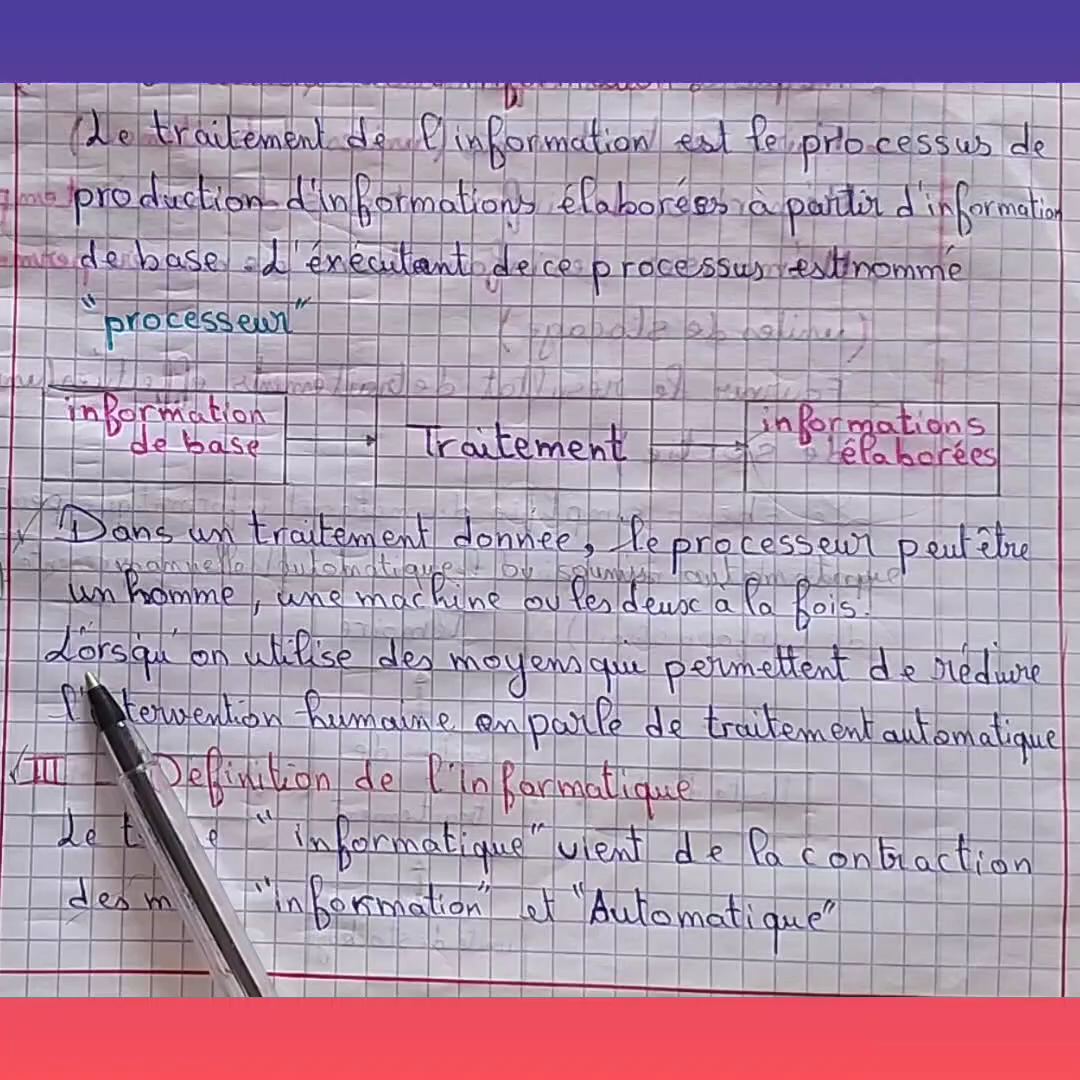 Le traitement de l'information est le processus de
production d'informations élaborées à partir d'information
de base. L'exécutant de ce processus est nommé
"processeur"
information
de base
Traitement
informations
élaborées
Dans un traitement donnée, le processeur peut être
un homme, une machine ou les deux à la fois.
Lorsqu'on utilise des moyens qui permettent de réduire
l'intervention humaine on parle de traitement automatique
III Definition de l'informatique
Le "informatique" vient de la contraction
des "information" et "Automatique"